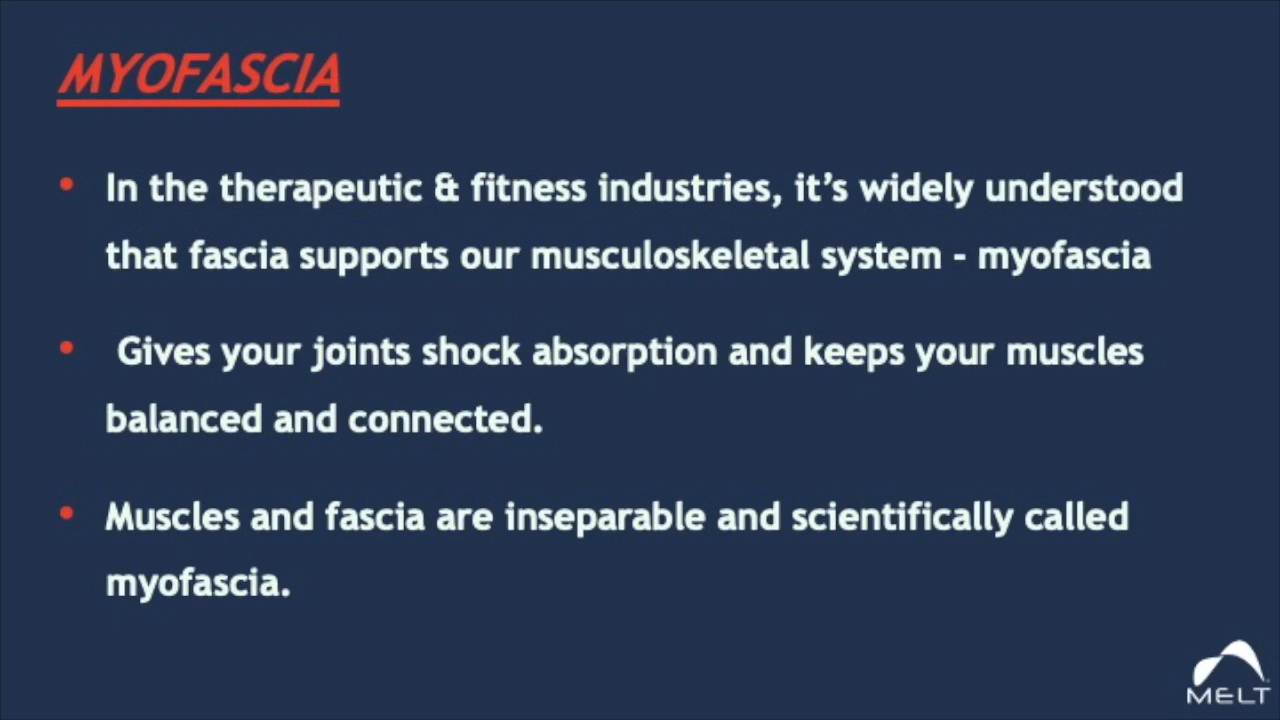 MYOFASCIA
• In the therapeutic & fitness industries, it’s widely understood
that fascia supports our musculoskeletal system - myofascia
• Gives your joints shock absorption and keeps your muscles
balanced and connected.
• Muscles and fascia are inseparable and scientifically called
myofascia.
MELT